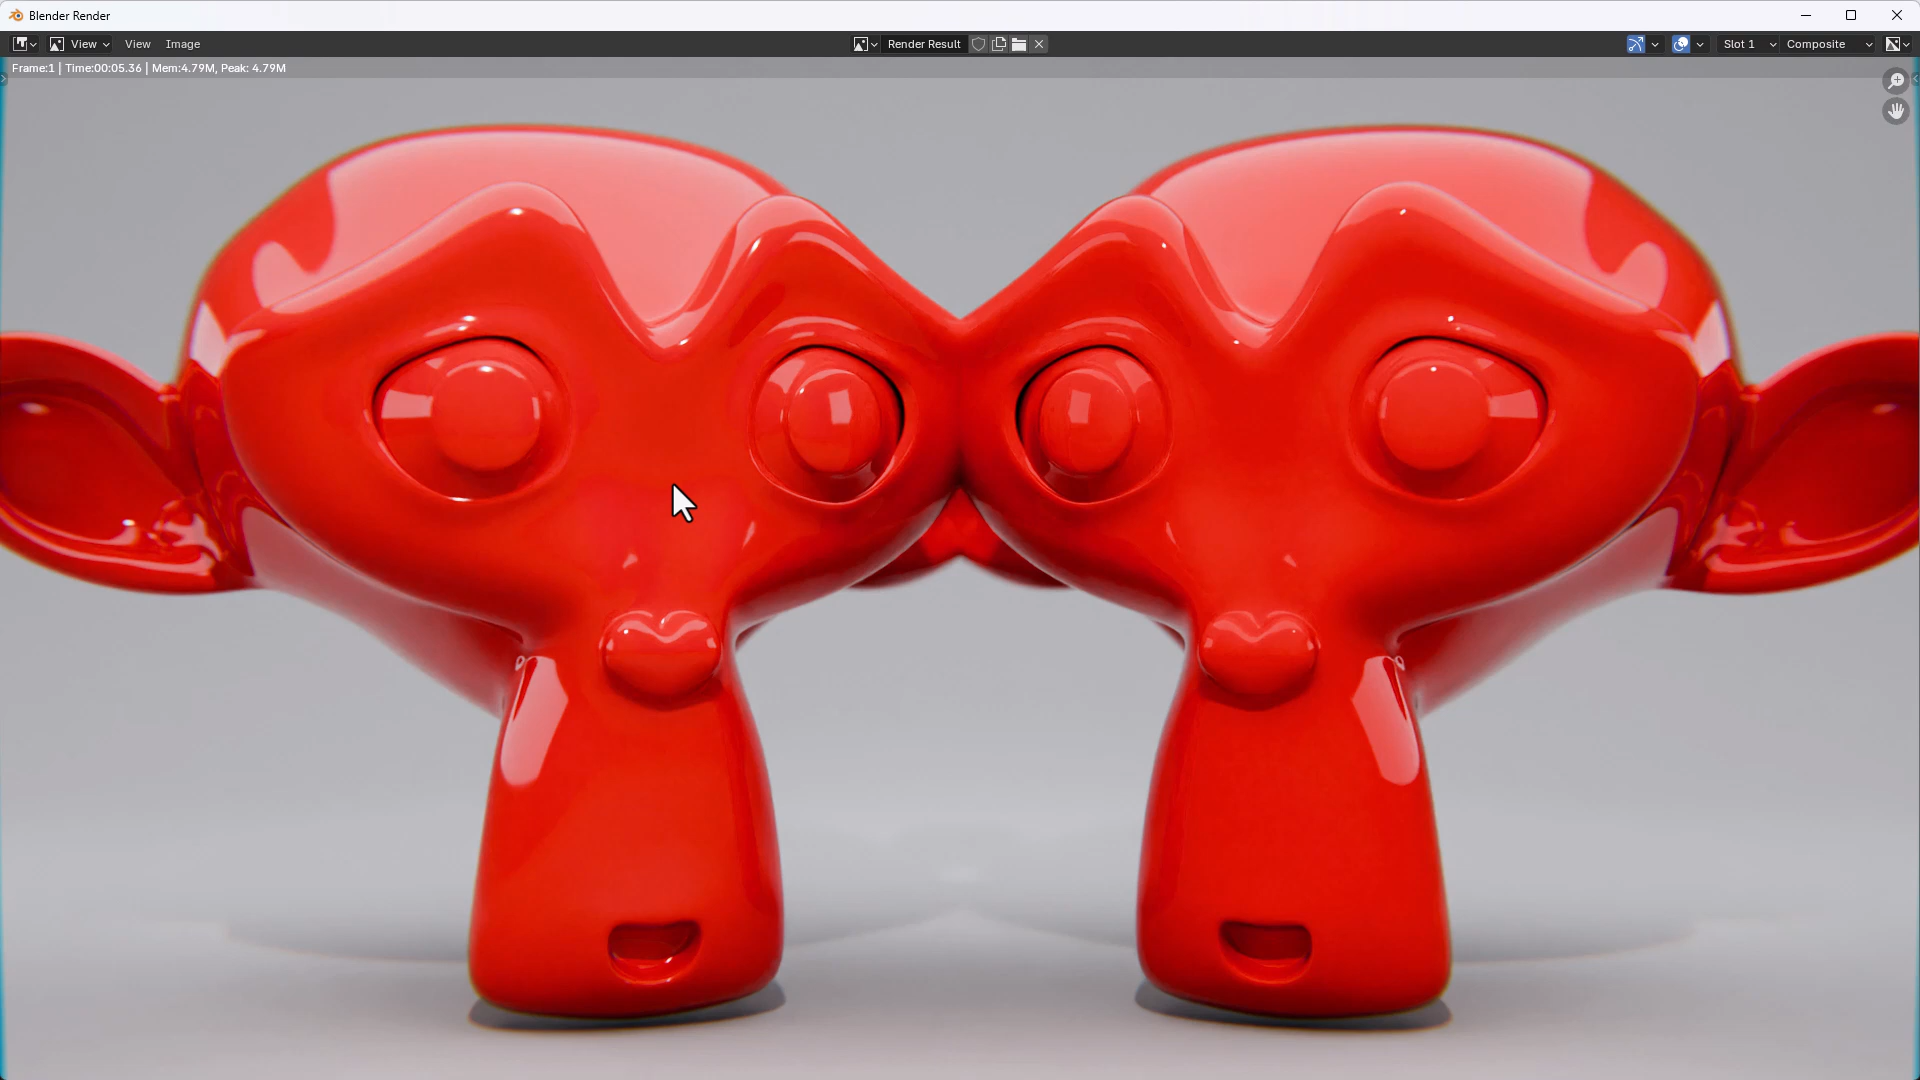 Blender Render
View View Image Render Result Slot 1 Composite
Frame:1 | Time:00:05.36 | Mem:4.79M, Peak: 4.79M